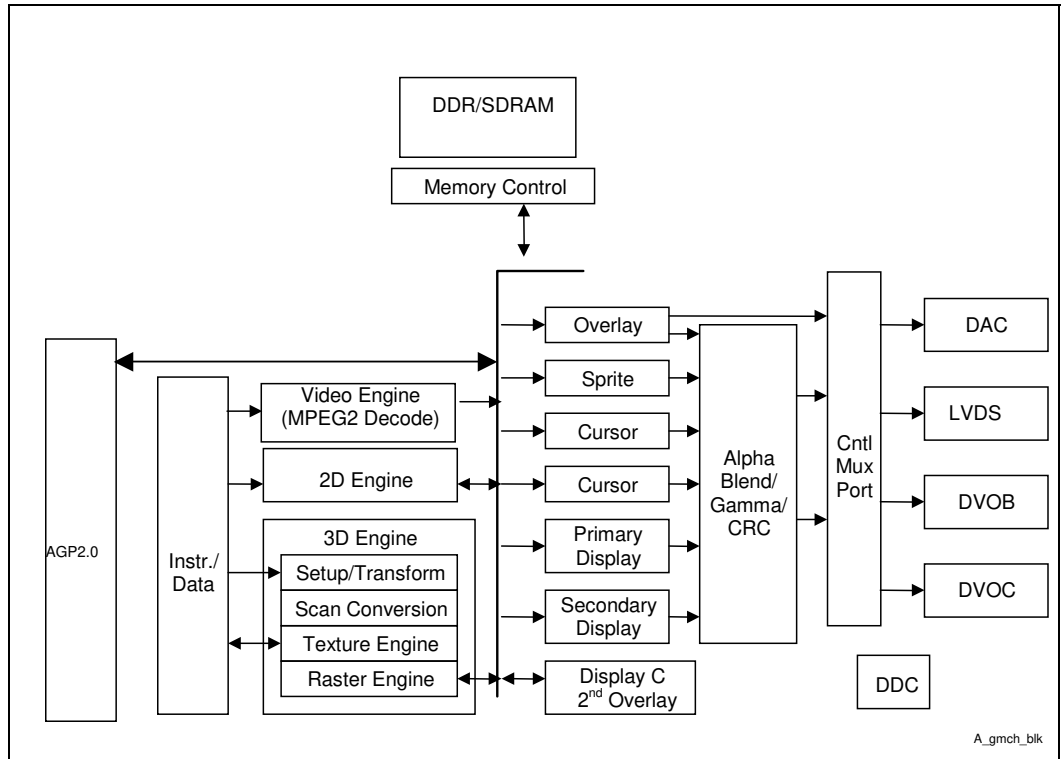 DDR/SDRAM
Memory Control
AGP2.0
Instr./
Data
Video Engine
(MPEG2 Decode)
2D Engine
3D Engine
Setup/Transform
Scan Conversion
Texture Engine
Raster Engine
Overlay
Sprite
Cursor
Cursor
Primary
Display
Secondary
Display
Display C
2nd Overlay
Alpha
Blend/
Gamma/
CRC
Cntl
Mux
Port
DAC
LVDS
DVOB
DVOC
DDC
A_gmch_blk